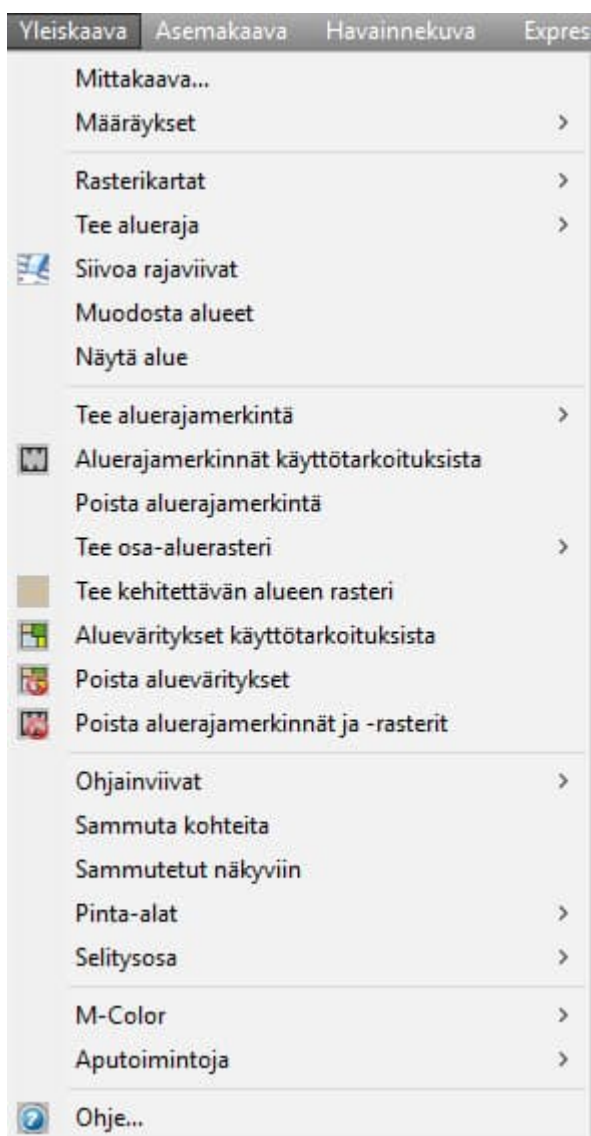 Yleiskaava Asemakaava Havainnekuva Expres
Mittakaava...
Määräykset
Rasterikartat
Tee alueraja
Siivoa rajaviivat
Muodosta alueet
Näytä alue
Tee aluerajamerkintä
Aluerajamerkinnät käyttötarkoituksista
Poista aluerajamerkintä
Tee osa-aluerasteri
Tee kehitettävän alueen rasteri
Alueväritykset käyttötarkoituksista
Poista alueväritykset
Poista aluerajamerkinnät ja -rasterit
Ohjainviivat
Sammuta kohteita
Sammutetut näkyviin
Pinta-alat
Selitysosa
M-Color
Aputoimintoja
Ohje...